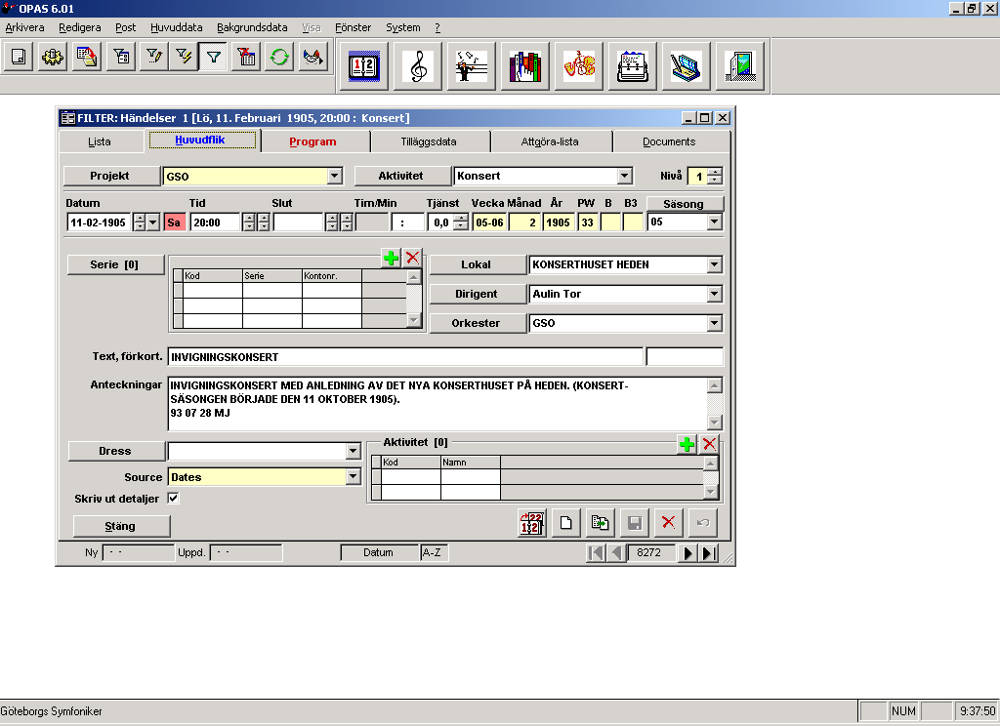 OPAS 6.01
Arkivera Redigera Post Huvuddata Bakgrundsdata Visa Fönster System ?
1 2
FILTER: Händelser 1 [Lö, 11. Februari 1905, 20:00 : Konsert]
Lista Huvudflik Program Tilläggsdata Attgöra-lista Documents
Projekt GSO Aktivitet Konsert Nivå 1
Datum Tid Slut Tim/Min Tjänst Vecka Månad År PW B B3 Säsong
11-02-1905 Sa 20:00 : 0,0 05-06 2 1905 33 05
Serie [0] Lokal KONSERTHUSET HEDEN
Kod Serie Kontonr.
Dirigent Aulin Tor
Orkester GSO
Text, förkort. INVIGNINGSKONSERT
Anteckningar INVIGNINGSKONSERT MED ANLEDNING AV DET NYA KONSERTHUSET PÅ HEDEN. (KONSERT-
SÄSONGEN BÖRJADE DEN 11 OKTOBER 1905).
93 07 28 MJ
Dress Aktivitet [0]
Kod Namn
Source Dates
Skriv ut detaljer
Stäng
Ny - - Uppd. - - Datum A-Z 8272
Göteborgs Symfoniker NUM 9:37:50